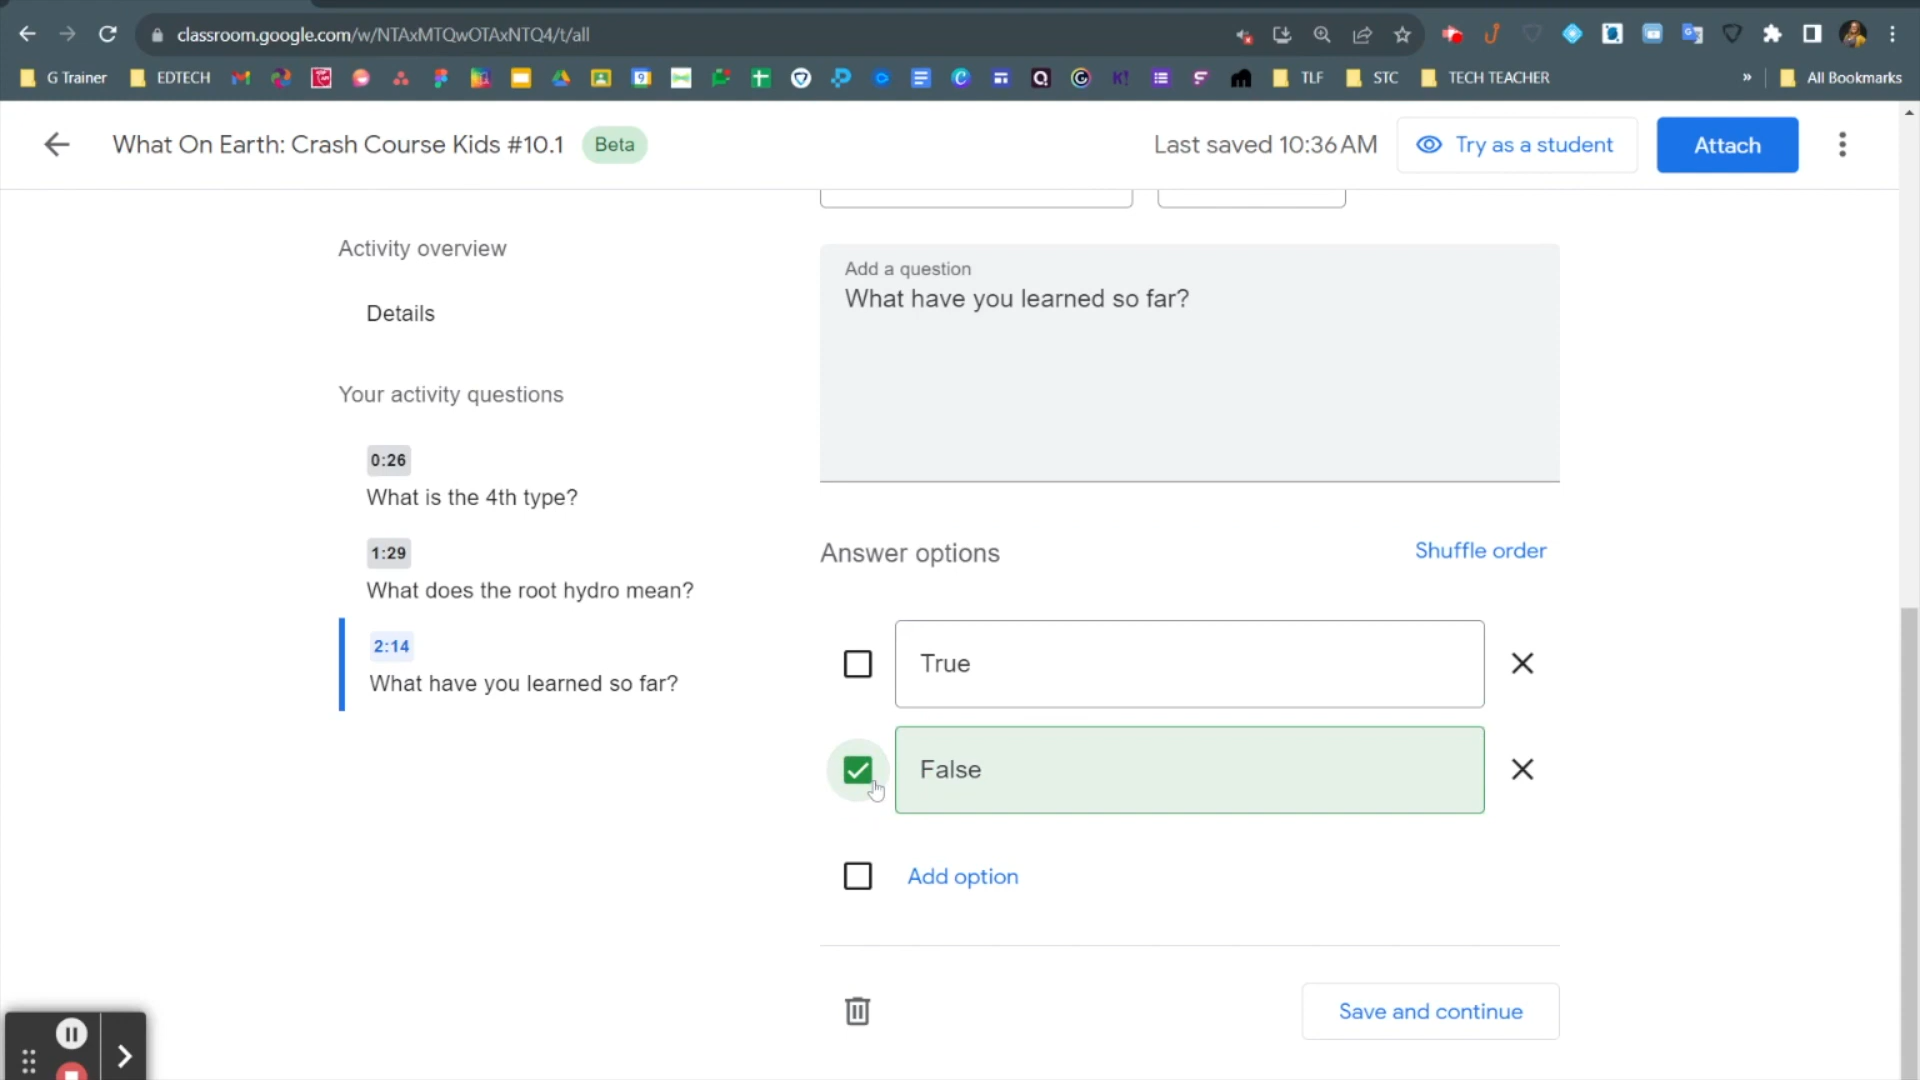 classroom.google.com/w/NTAxMTQwOTAxNTQ4/t/all
G Trainer
EDTECH
TLF
STC
TECH TEACHER
»
All Bookmarks
What On Earth: Crash Course Kids #10.1
Beta
Last saved 10:36 AM
Try as a student
Attach
Activity overview
Details
Your activity questions
0:26
What is the 4th type?
1:29
What does the root hydro mean?
2:14
What have you learned so far?
Add a question
What have you learned so far?
Answer options
Shuffle order
True
False
Add option
Save and continue